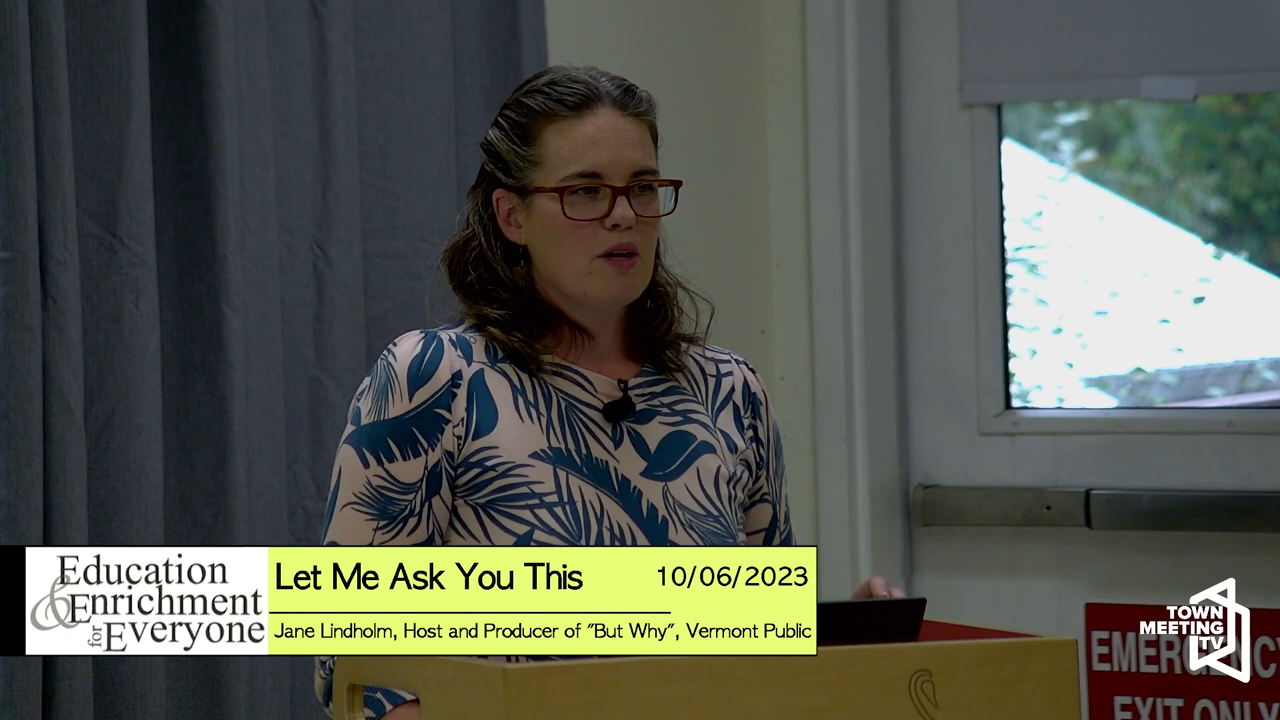 Education
& Enrichment
for Everyone
Let Me Ask You This
10/06/2023
Jane Lindholm, Host and Producer of "But Why", Vermont Public
TOWN
MEETING
TV
EMERGENC
EXIT ONLY